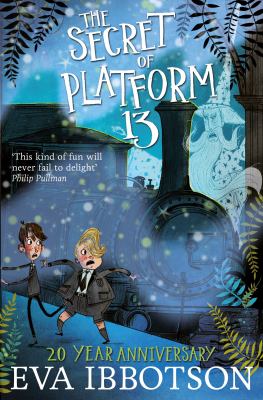 THE
SECRET
OF
PLATFORM
13
'This kind of fun will
never fail to delight'
Philip Pullman
20 YEAR ANNIVERSARY
EVA IBBOTSON